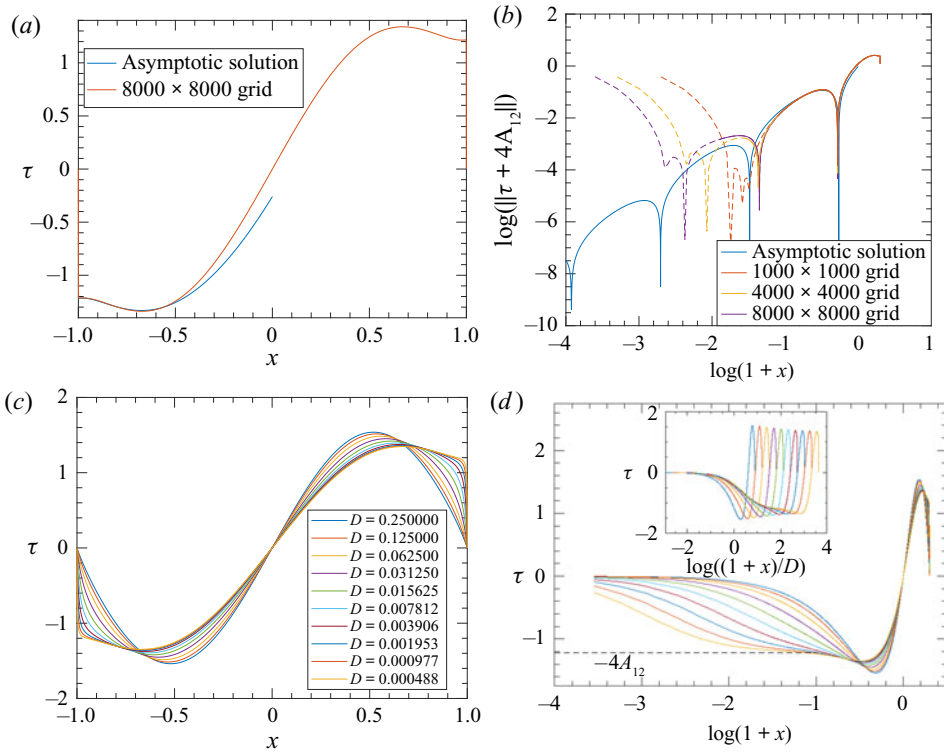 (a)
1
0
−1
τ
−1.0
−0.5
0
0.5
1.0
x
Asymptotic solution
8000 × 8000 grid
(b)
2
0
−2
−4
−6
−8
−10
log(||τ + 4A12||)
−4
−3
−2
−1
0
1
log(1 + x)
Asymptotic solution
1000 × 1000 grid
4000 × 4000 grid
8000 × 8000 grid
(c)
2
1
0
−1
−2
τ
−1.0
−0.5
0
0.5
1.0
x
D = 0.250000
D = 0.125000
D = 0.062500
D = 0.031250
D = 0.015625
D = 0.007812
D = 0.003906
D = 0.001953
D = 0.000977
D = 0.000488
(d)
2
1
0
−1
τ
−4
−3
−2
−1
0
log(1 + x)
−4A12
2
0
−2
τ
−2
0
2
4
log((1 + x)/D)